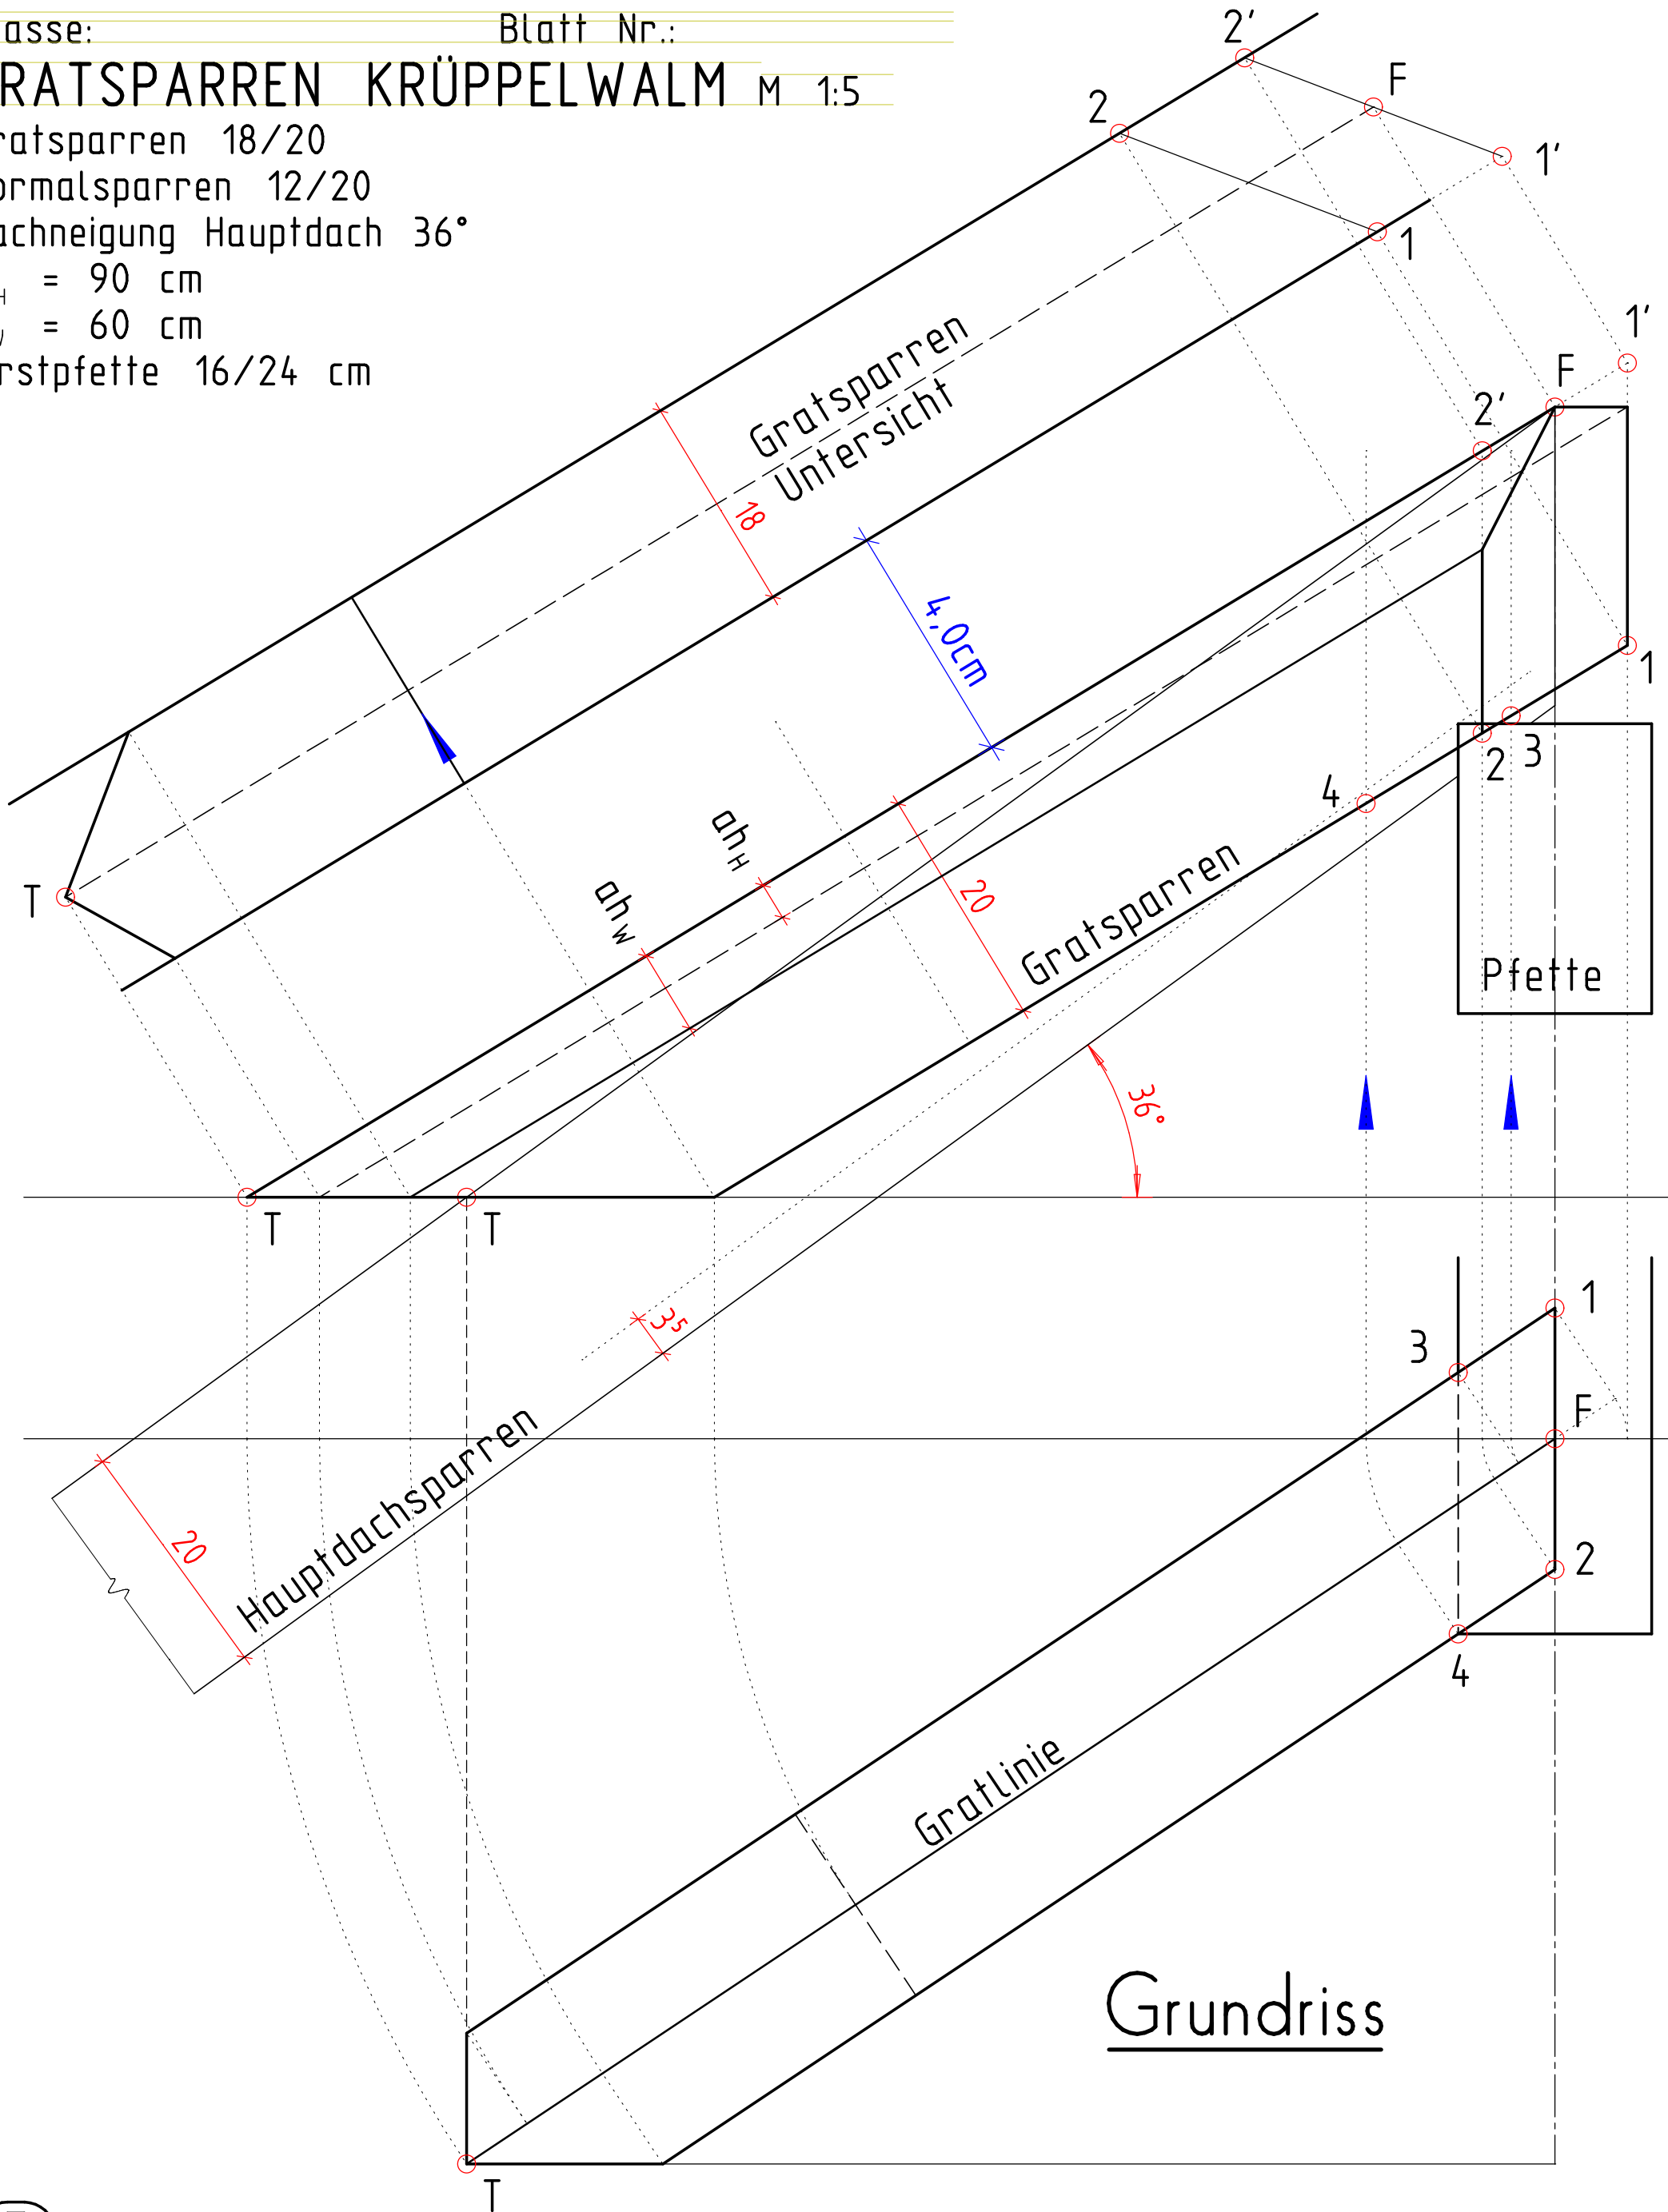 asse: Blatt Nr.:
RATSPARREN KRÜPPELWALM M 1:5
ratsparren 18/20
ormalsparren 12/20
achneigung Hauptdach 36°
H = 90 cm
= 60 cm
rstpfette 16/24 cm
2'
F
2
1'
1
Gratsparren
Untersicht
18
1'
F
2'
4,0cm
1
2
3
4
ah H
ah W
20
Gratsparren
Pfette
T
36°
T
T
3⁵
1
3
F
Hauptdachsparren
20
2
4
Gratlinie
Grundriss
T